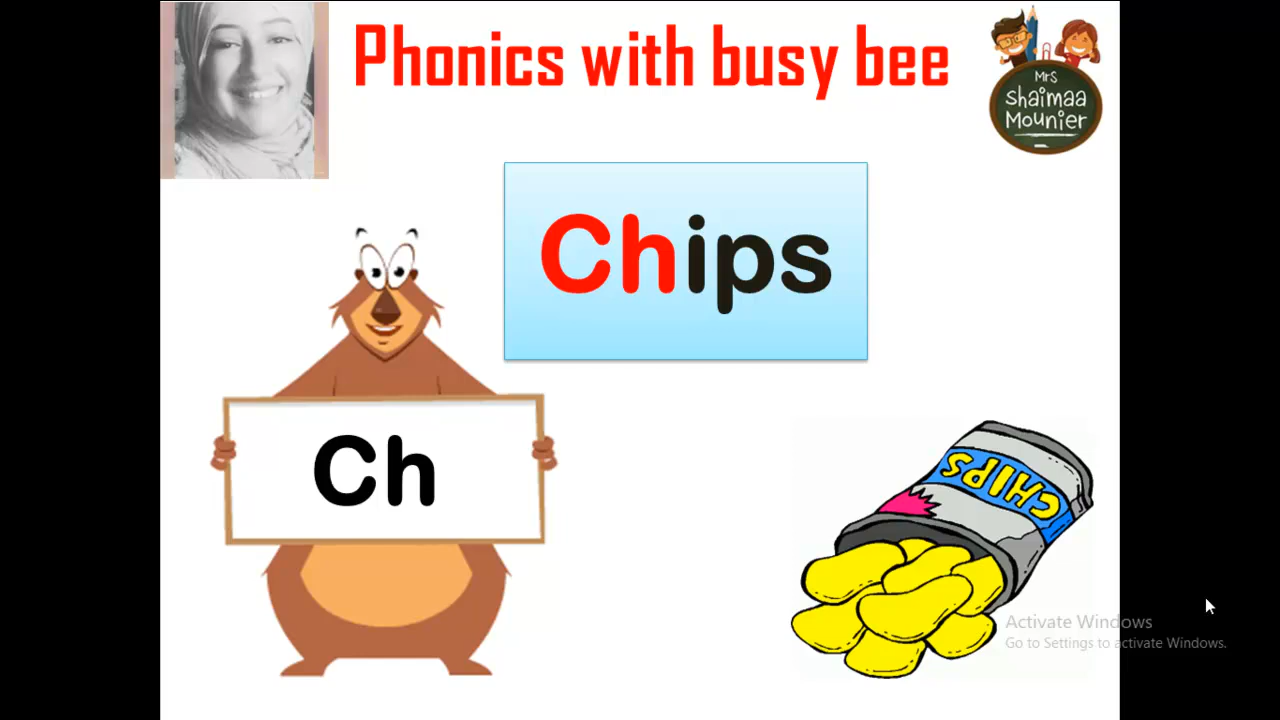 Phonics with busy bee
Mrs
Shaimaa
Mounier
Chips
Ch
CHIPS
Activate Windows
Go to Settings to activate Windows.